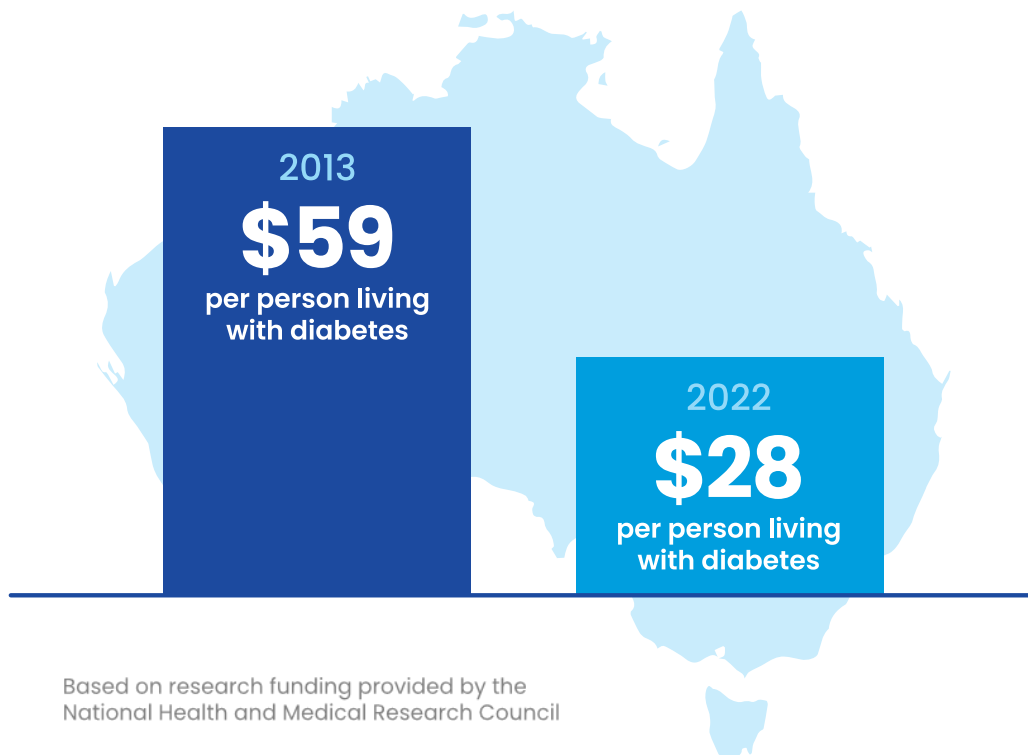 2013
$59
per person living
with diabetes
2022
$28
per person living
with diabetes
Based on research funding provided by the
National Health and Medical Research Council